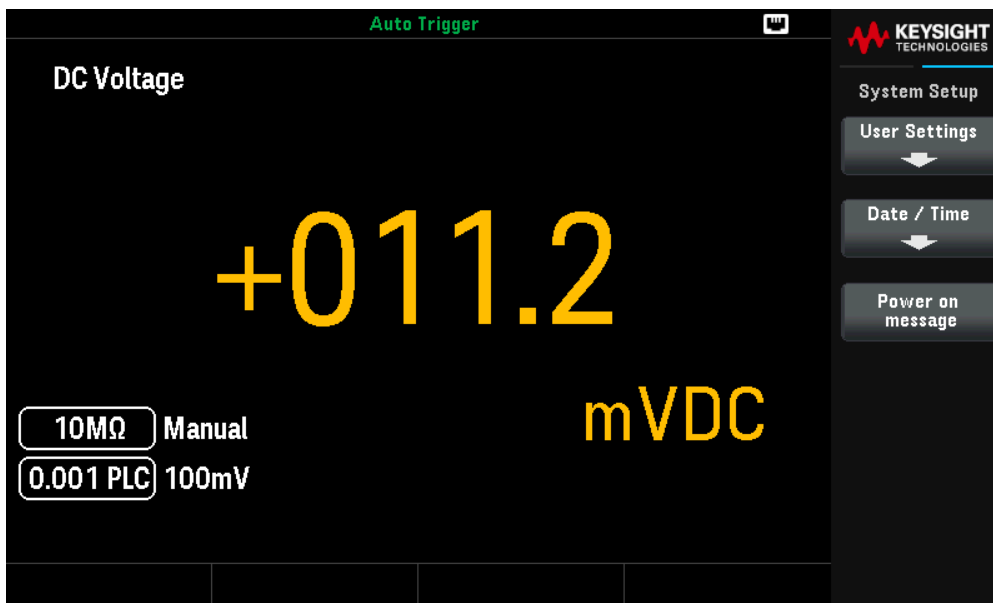 Auto Trigger
KEYSIGHT
TECHNOLOGIES
DC Voltage
System Setup
User Settings
Date / Time
+011.2
Power on
message
mVDC
10MΩ Manual
0.001 PLC 100mV